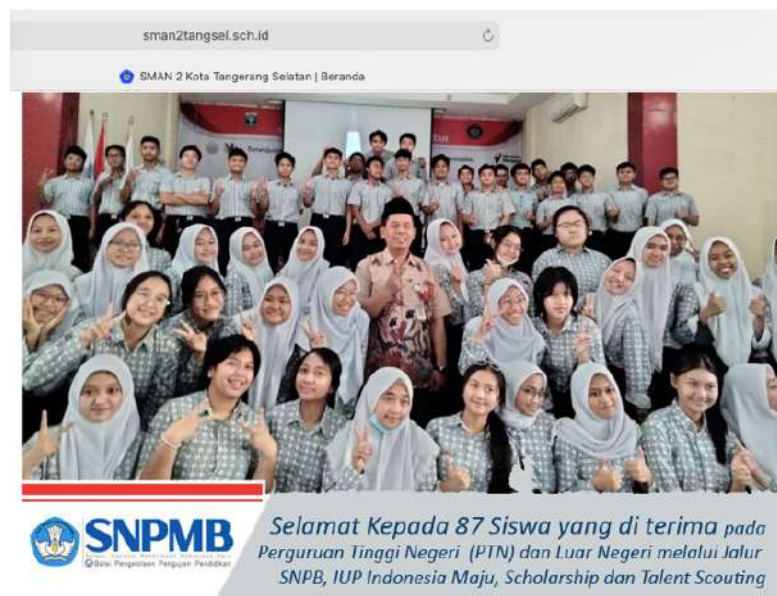 sman2tangsel.sch.id
SMAN 2 Kota Tangerang Selatan | Beranda
SNPMB
Balai Pengelolaan Pengujian Pendidikan
Selamat Kepada 87 Siswa yang di terima pada
Perguruan Tinggi Negeri (PTN) dan Luar Negeri melalui Jalur
SNPB, IUP Indonesia Maju, Scholarship dan Talent Scouting